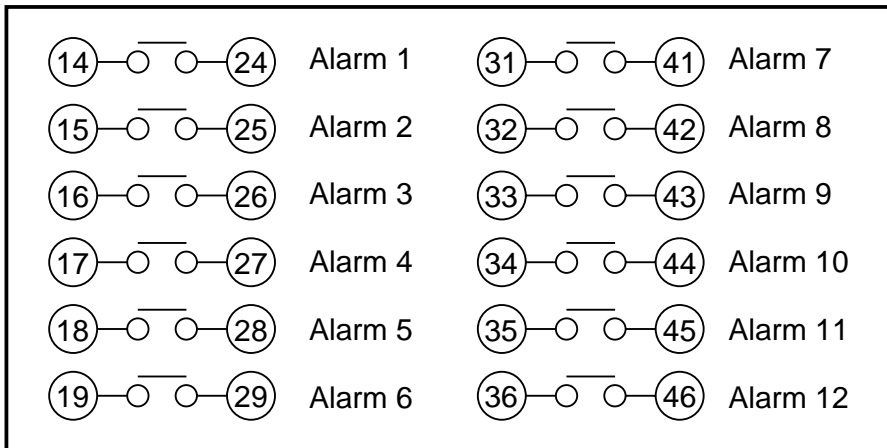 14 24 Alarm 1 31 41 Alarm 7
15 25 Alarm 2 32 42 Alarm 8
16 26 Alarm 3 33 43 Alarm 9
17 27 Alarm 4 34 44 Alarm 10
18 28 Alarm 5 35 45 Alarm 11
19 29 Alarm 6 36 46 Alarm 12